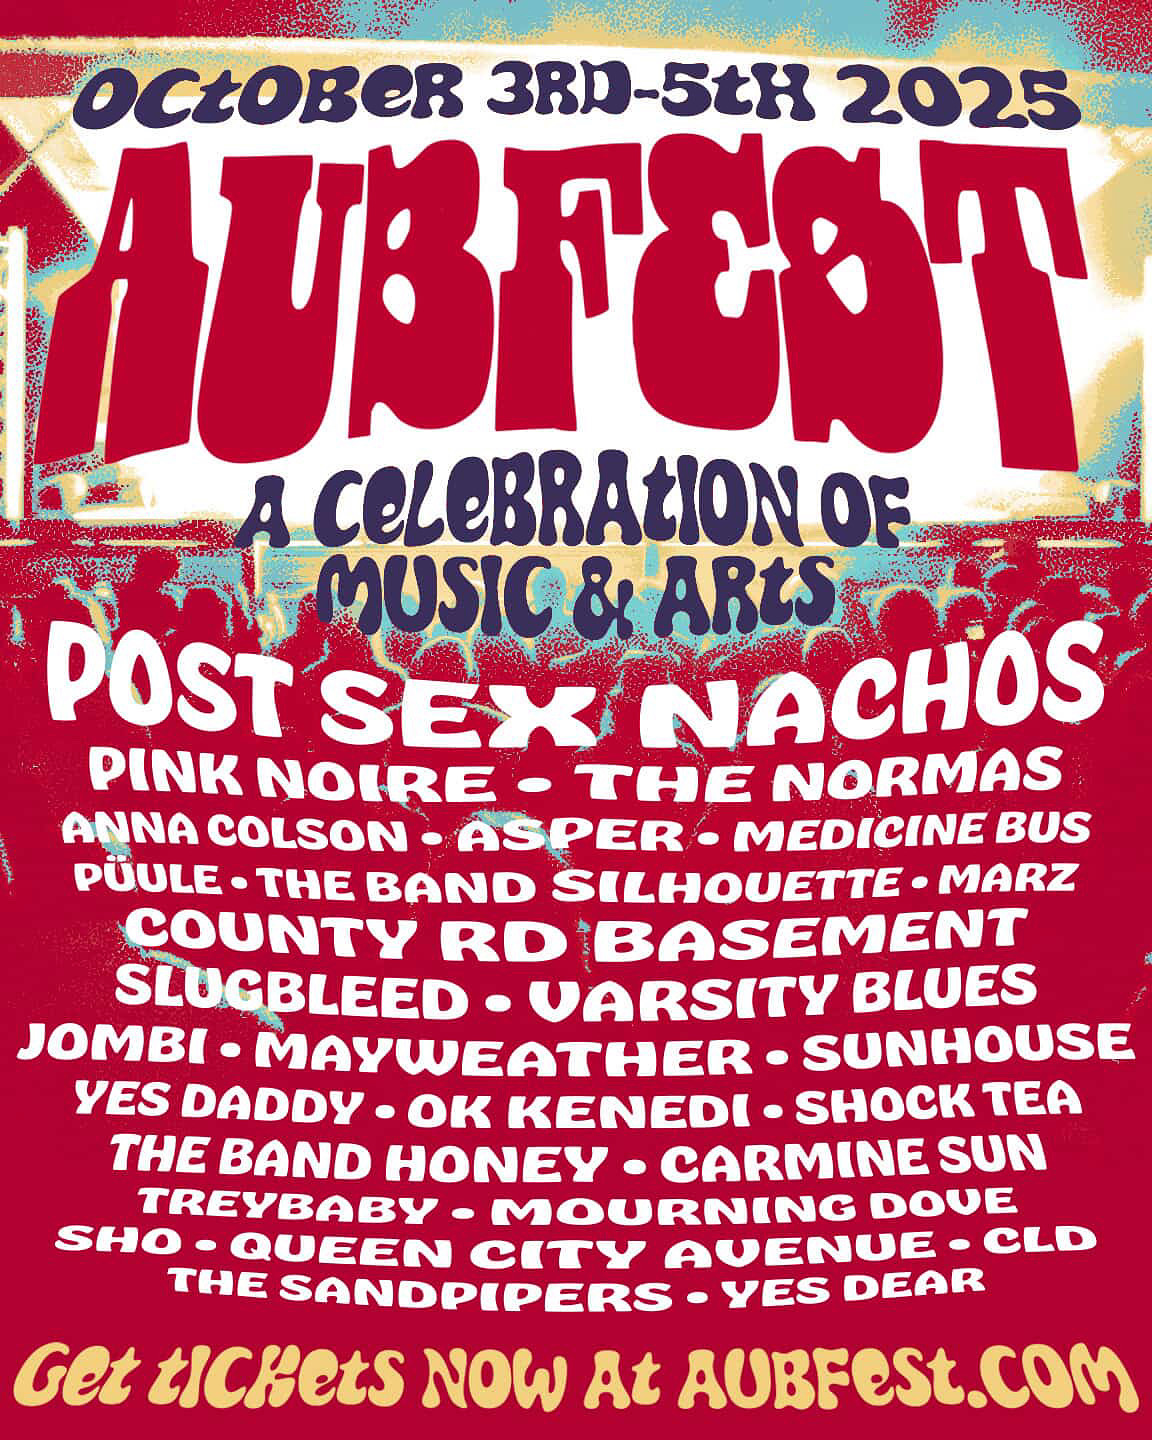 OCtOBeR 3RD-5tH 2025
AUBFEST
A CeLeBRAtION OF
MUSIC & ARtS
POST SEX NACHOS
PINK NOIRE • THE NORMAS
ANNA COLSON • ASPER • MEDICINE BUS
PÜULE • THE BAND SILHOUETTE • MARZ
COUNTY RD BASEMENT
SLUGBLEED • VARSITY BLUES
JOMBI • MAYWEATHER • SUNHOUSE
YES DADDY • OK KENEDI • SHOCK TEA
THE BAND HONEY • CARMINE SUN
TREYBABY • MOURNING DOVE
SHO • QUEEN CITY AVENUE • CLD
THE SANDPIPERS • YES DEAR
Get tICKetS NOW At AUBFeSt.COM